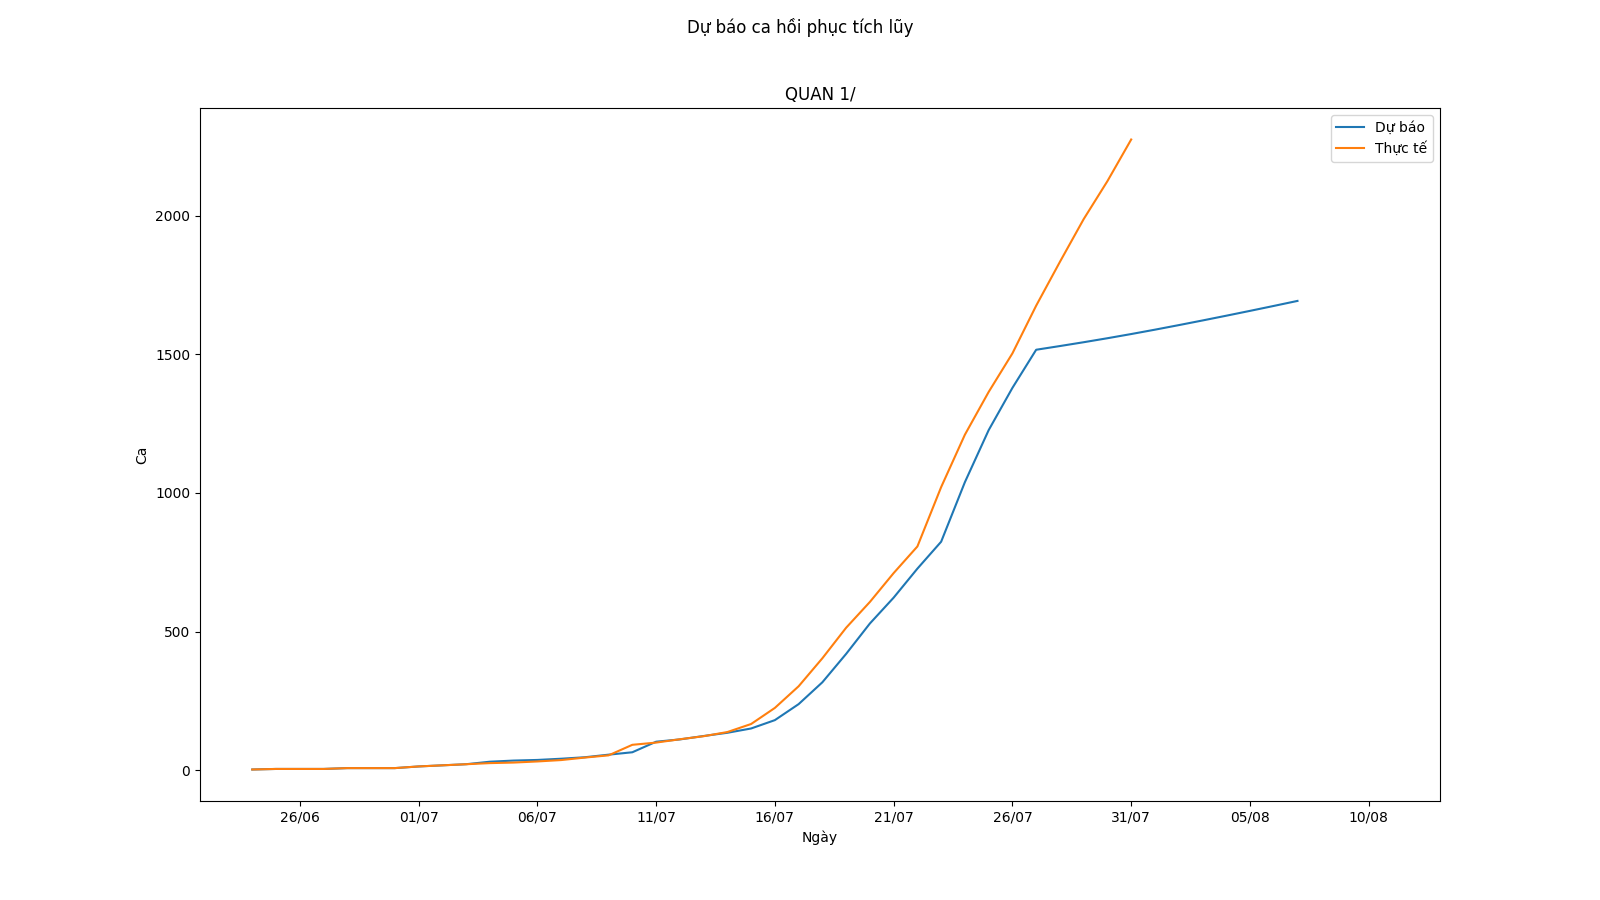 Dự báo ca hồi phục tích lũy
QUAN 1/
Dự báo
Thực tế
2000
1500
1000
500
0
Ca
26/06
01/07
06/07
11/07
16/07
21/07
26/07
31/07
05/08
10/08
Ngày